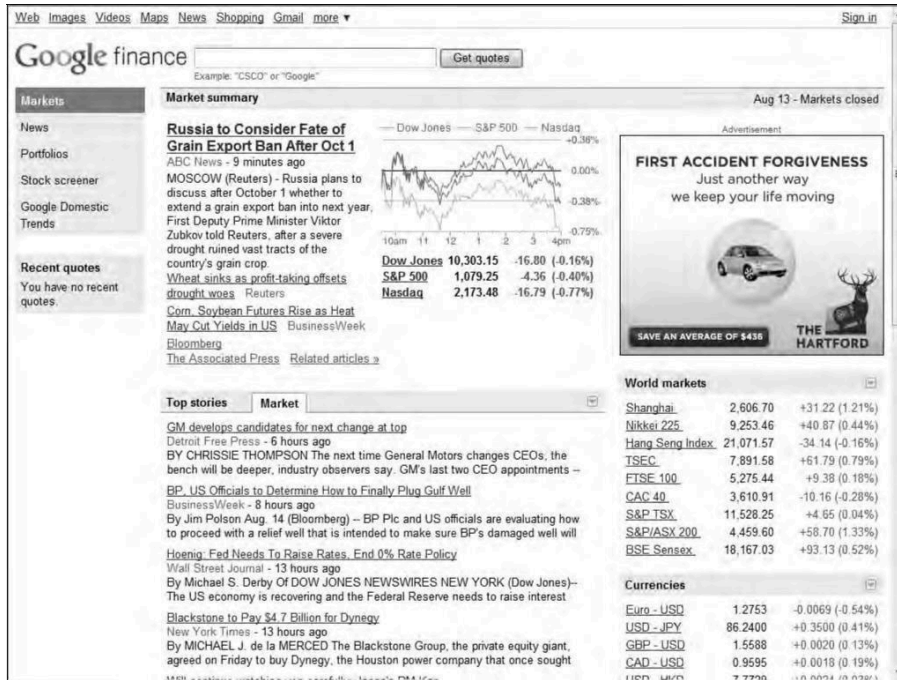 Web Images Videos Maps News Shopping Gmail more ▼
Sign in
Google finance
Get quotes
Example: "CSCO" or "Google"
Markets
News
Portfolios
Stock screener
Google Domestic
Trends
Recent quotes
You have no recent
quotes.
Market summary
Aug 13 - Markets closed
Russia to Consider Fate of
Grain Export Ban After Oct 1
ABC News - 9 minutes ago
MOSCOW (Reuters) - Russia plans to
discuss after October 1 whether to
extend a grain export ban into next year,
First Deputy Prime Minister Viktor
Zubkov told Reuters, after a severe
drought ruined vast tracts of the
country's grain crop.
Wheat sinks as profit-taking offsets
drought woes Reuters
Corn, Soybean Futures Rise as Heat
May Cut Yields in US BusinessWeek
Bloomberg
The Associated Press Related articles »
Dow Jones S&P 500 Nasdaq
+0.36%
0.00%
-0.38%
-0.75%
10am 11 12 1 2 3 4pm
Dow Jones 10,303.15 -16.80 (-0.16%)
S&P 500 1,079.25 -4.36 (-0.40%)
Nasdaq 2,173.48 -16.79 (-0.77%)
Advertisement
FIRST ACCIDENT FORGIVENESS
Just another way
we keep your life moving
SAVE AN AVERAGE OF $435
THE
HARTFORD
Top stories Market
GM develops candidates for next change at top
Detroit Free Press - 6 hours ago
BY CHRISSIE THOMPSON The next time General Motors changes CEOs, the
bench will be deeper, industry observers say. GM's last two CEO appointments --
BP, US Officials to Determine How to Finally Plug Gulf Well
BusinessWeek - 8 hours ago
By Jim Polson Aug. 14 (Bloomberg) -- BP Plc and US officials are evaluating how
to proceed with a relief well that is intended to make sure BP's damaged well will
Hoenig: Fed Needs To Raise Rates, End 0% Rate Policy
Wall Street Journal - 13 hours ago
By Michael S. Derby Of DOW JONES NEWSWIRES NEW YORK (Dow Jones)--
The US economy is recovering and the Federal Reserve needs to raise interest
Blackstone to Pay $4.7 Billion for Dynegy
New York Times - 13 hours ago
By MICHAEL J. de la MERCED The Blackstone Group, the private equity giant,
agreed on Friday to buy Dynegy, the Houston power company that once sought
World markets
Shanghai 2,606.70 +31.22 (1.21%)
Nikkei 225 9,253.46 +40.87 (0.44%)
Hang Seng Index 21,071.57 -34.14 (-0.16%)
TSEC 7,891.58 +61.79 (0.79%)
FTSE 100 5,275.44 +9.38 (0.18%)
CAC 40 3,610.91 -10.16 (-0.28%)
S&P TSX 11,528.25 +4.65 (0.04%)
S&P/ASX 200 4,459.60 +58.70 (1.33%)
BSE Sensex 18,167.03 +93.13 (0.52%)
Currencies
Euro - USD 1.2753 -0.0069 (-0.54%)
USD - JPY 86.2400 +0.3500 (0.41%)
GBP - USD 1.5588 +0.0020 (0.13%)
CAD - USD 0.9595 +0.0018 (0.19%)